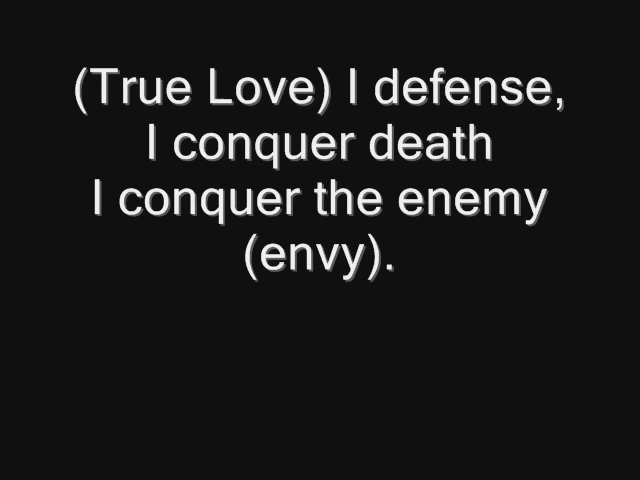 (True Love) I defense,
I conquer death
I conquer the enemy
(envy).